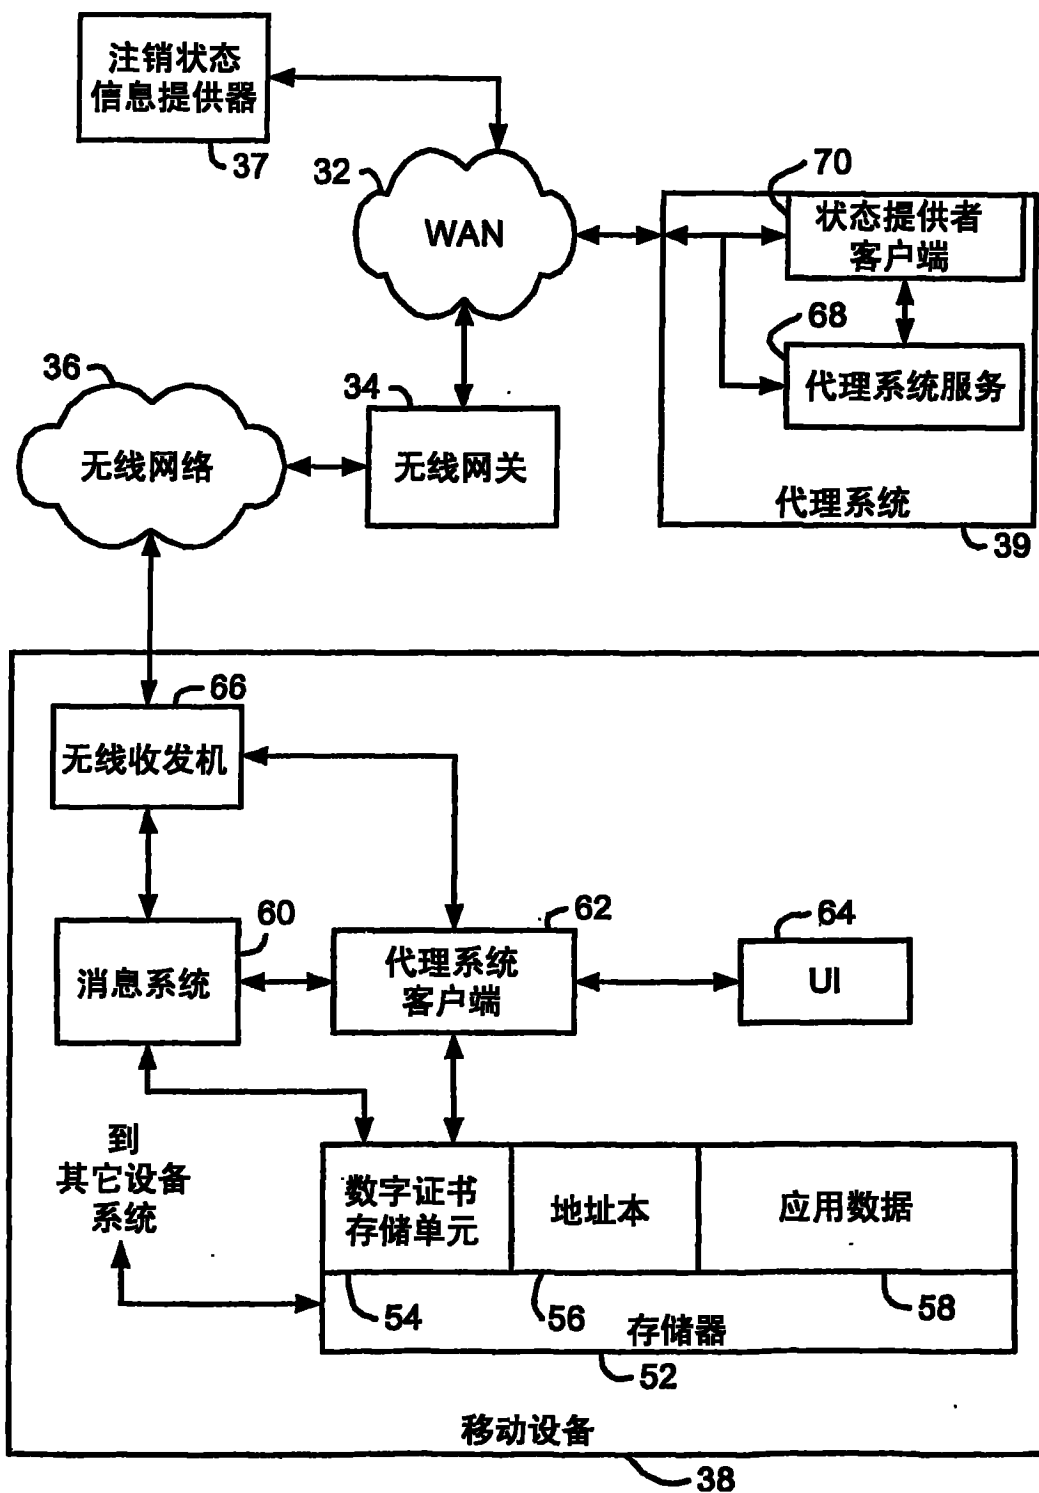 注销状态
信息提供器
37
32
WAN
70
状态提供者
客户端
68
代理系统服务
代理系统
39
36
无线网络
34
无线网关
66
无线收发机
60
消息系统
62
代理系统
客户端
64
UI
到
其它设备
系统
数字证书
存储单元
地址本
应用数据
54
56
58
存储器
52
移动设备
38